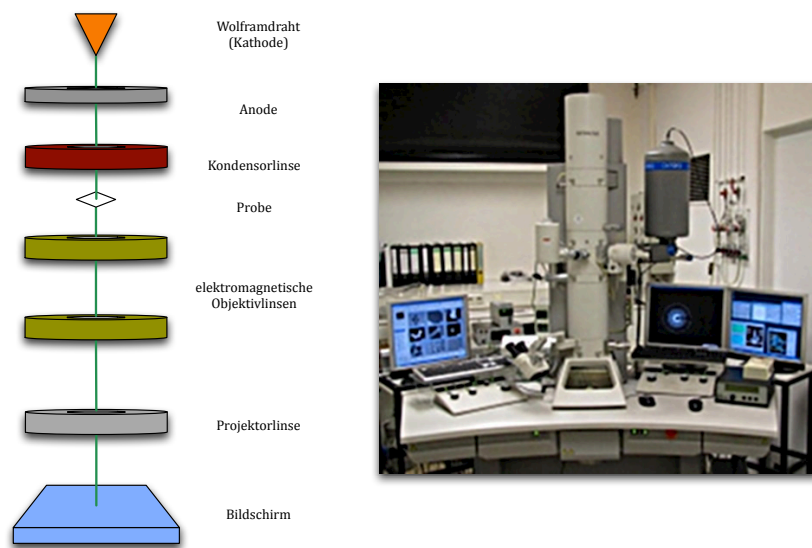 Wolframdraht
(Kathode)
Anode
Kondensorlinse
Probe
elektromagnetische
Objektivlinsen
Projektorlinse
Bildschirm